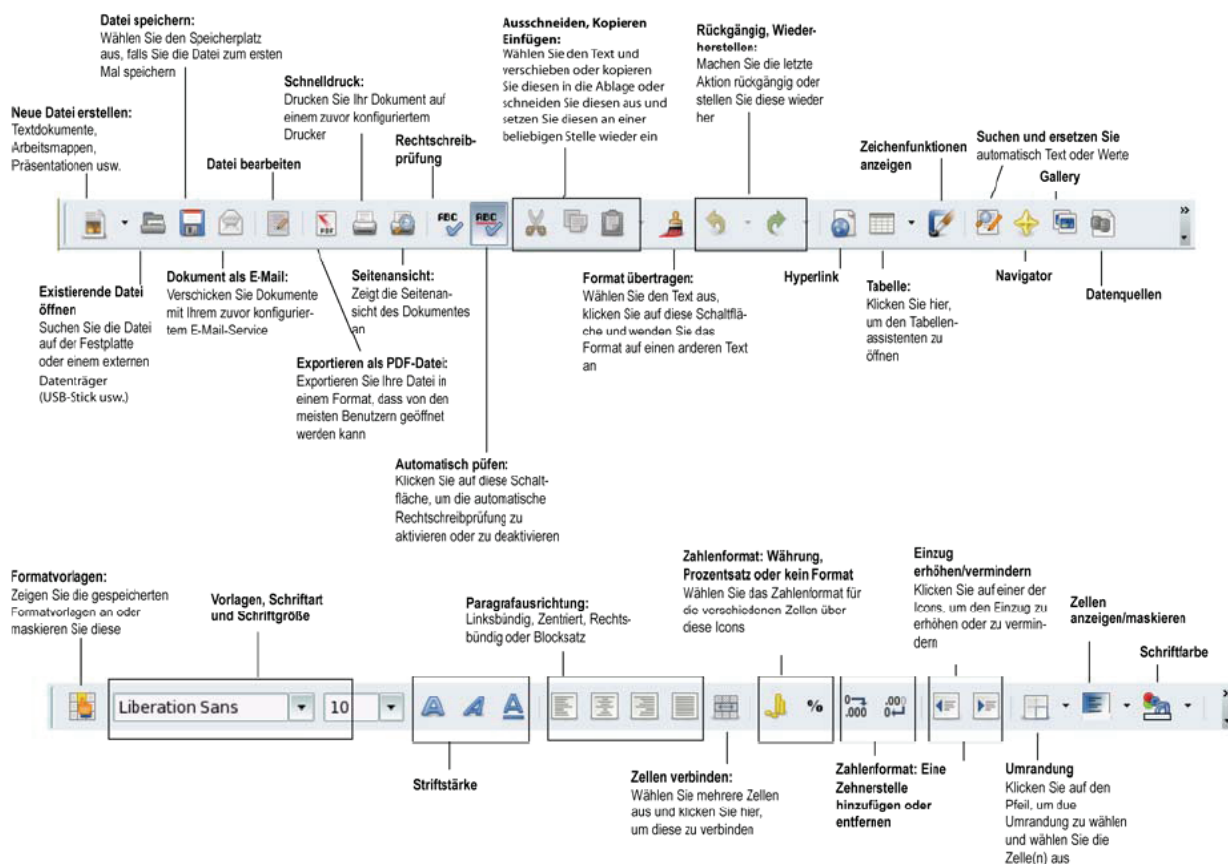 Datei speichern:
Wählen Sie den Speicherplatz
aus, falls Sie die Datei zum ersten
Mal speichern
Ausschneiden, Kopieren
Einfügen:
Wählen Sie den Text und
verschieben oder kopieren
Sie diesen in die Ablage oder
schneiden Sie diesen aus und
setzen Sie diesen an einer
beliebigen Stelle wieder ein
Rückgängig, Wieder-
herstellen:
Machen Sie die letzte
Aktion rückgängig oder
stellen Sie diese wieder
her
Schnelldruck:
Drucken Sie Ihr Dokument auf
einem zuvor konfiguriertem
Drucker
Neue Datei erstellen:
Textdokumente,
Arbeitsmappen,
Präsentationen usw.
Datei bearbeiten
Rechtschreib-
prüfung
Zeichenfunktionen
anzeigen
Suchen und ersetzen Sie
automatisch Text oder Werte
Gallery
PDF
ABC
ABC
»
Existierende Datei
öffnen
Suchen Sie die Datei
auf der Festplatte
oder einem externen
Datenträger
(USB-Stick usw.)
Dokument als E-Mail:
Verschicken Sie Dokumente
mit Ihrem zuvor konfigurier-
tem E-Mail-Service
Seitenansicht:
Zeigt die Seitenan-
sicht des Dokumentes
an
Exportieren als PDF-Datei:
Exportieren Sie Ihre Datei in
einem Format, dass von den
meisten Benutzern geöffnet
werden kann
Format übertragen:
Wählen Sie den Text aus,
klicken Sie auf diese Schaltflä-
che und wenden Sie das
Format auf einen anderen Text
an
Hyperlink
Tabelle:
Klicken Sie hier,
um den Tabellen-
assistenten zu
öffnen
Navigator
Datenquellen
Automatisch püfen:
Klicken Sie auf diese Schalt-
fläche, um die automatische
Rechtschreibprüfung zu
aktivieren oder zu deaktivieren
Formatvorlagen:
Zeigen Sie die gespeicherten
Formatvorlagen an oder
maskieren Sie diese
Vorlagen, Schriftart
und Schriftgröße
Paragrafausrichtung:
Linksbündig, Zentriert, Rechts-
bündig oder Blocksatz
Zahlenformat: Währung,
Prozentsatz oder kein Format
Wählen Sie das Zahlenformat für
die verschiedenen Zellen über
diese Icons
Einzug
erhöhen/vermindern
Klicken Sie auf einer der
Icons, um den Einzug zu
erhöhen oder zu vermin-
dern
Zellen
anzeigen/maskieren
Schriftfarbe
Liberation Sans
10
A A A
%
0
.000
.000
0
Striftstärke
Zellen verbinden:
Wählen Sie mehrere Zellen
aus und klicken Sie hier,
um diese zu verbinden
Zahlenformat: Eine
Zehnerstelle
hinzufügen oder
entfernen
Umrandung
Klicken Sie auf den
Pfeil, um due
Umrandung zu wählen
und wählen Sie die
Zelle(n) aus